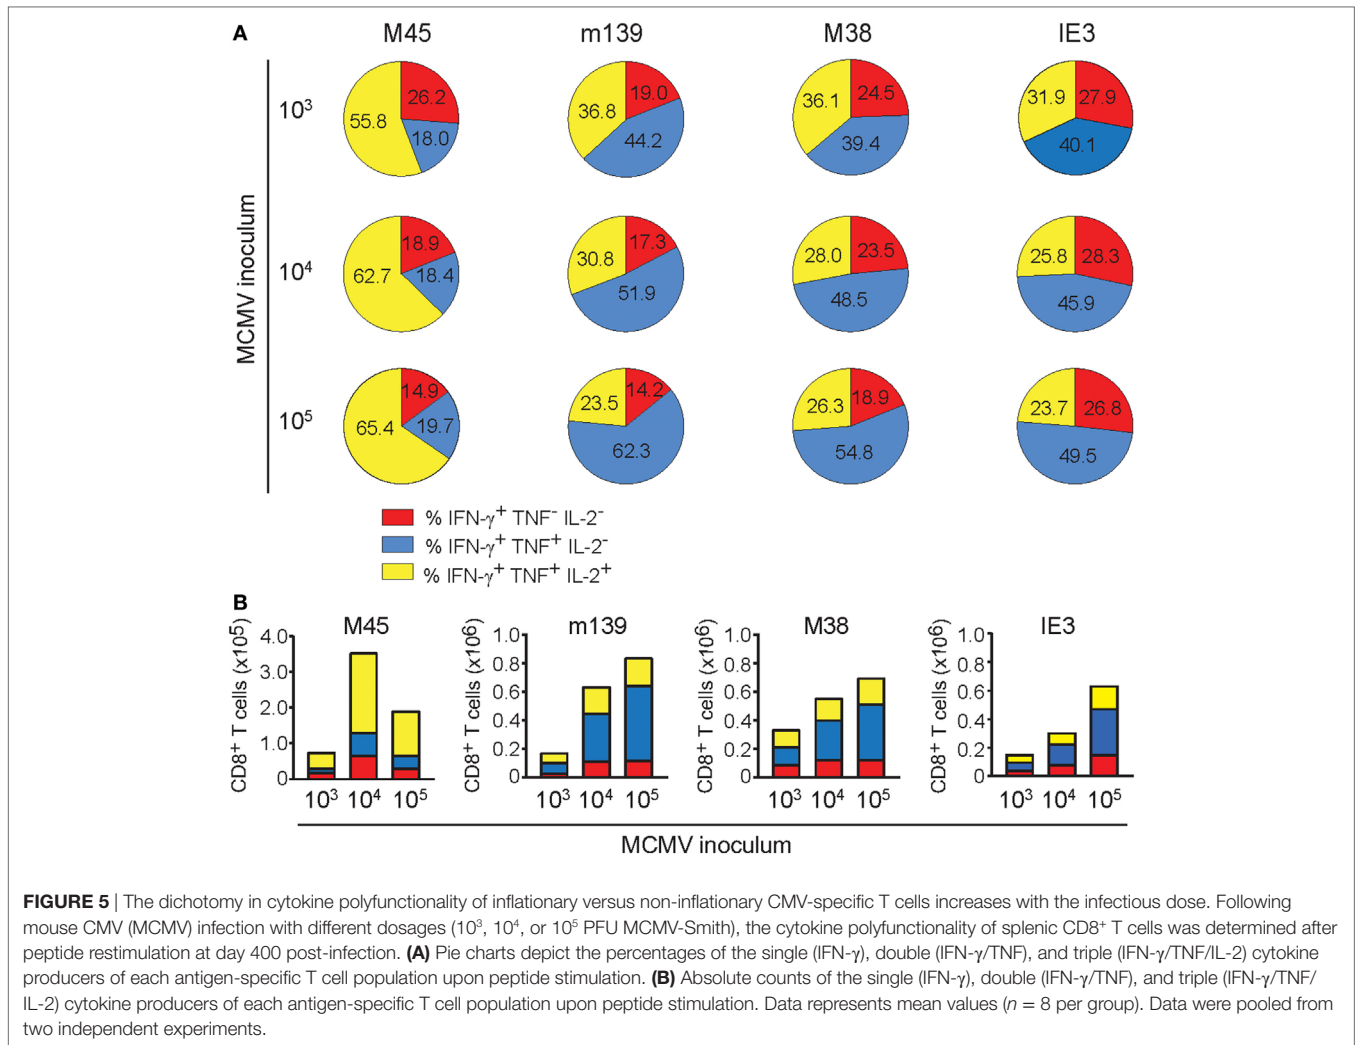 A
M45 m139 M38 IE3
MCMV inoculum
10³
55.8 26.2 18.0
36.8 19.0 44.2
36.1 24.5 39.4
31.9 27.9 40.1
10⁴
62.7 18.9 18.4
30.8 17.3 51.9
28.0 23.5 48.5
25.8 28.3 45.9
10⁵
65.4 14.9 19.7
23.5 14.2 62.3
26.3 18.9 54.8
23.7 26.8 49.5
% IFN-γ⁺ TNF⁻ IL-2⁻
% IFN-γ⁺ TNF⁺ IL-2⁻
% IFN-γ⁺ TNF⁺ IL-2⁺
B
M45
CD8⁺ T cells (x10⁵)
4.0
3.0
2.0
1.0
0
10³ 10⁴ 10⁵
m139
CD8⁺ T cells (x10⁶)
1.0
0.8
0.6
0.4
0.2
0
10³ 10⁴ 10⁵
M38
CD8⁺ T cells (x10⁶)
1.0
0.8
0.6
0.4
0.2
0
10³ 10⁴ 10⁵
IE3
CD8⁺ T cells (x10⁶)
1.0
0.8
0.6
0.4
0.2
0
10³ 10⁴ 10⁵
MCMV inoculum
FIGURE 5 | The dichotomy in cytokine polyfunctionality of inflationary versus non-inflationary CMV-specific T cells increases with the infectious dose. Following
mouse CMV (MCMV) infection with different dosages (10³, 10⁴, or 10⁵ PFU MCMV-Smith), the cytokine polyfunctionality of splenic CD8⁺ T cells was determined after
peptide restimulation at day 400 post-infection. (A) Pie charts depict the percentages of the single (IFN-γ), double (IFN-γ/TNF), and triple (IFN-γ/TNF/IL-2) cytokine
producers of each antigen-specific T cell population upon peptide stimulation. (B) Absolute counts of the single (IFN-γ), double (IFN-γ/TNF), and triple (IFN-γ/TNF/
IL-2) cytokine producers of each antigen-specific T cell population upon peptide stimulation. Data represents mean values (n = 8 per group). Data were pooled from
two independent experiments.